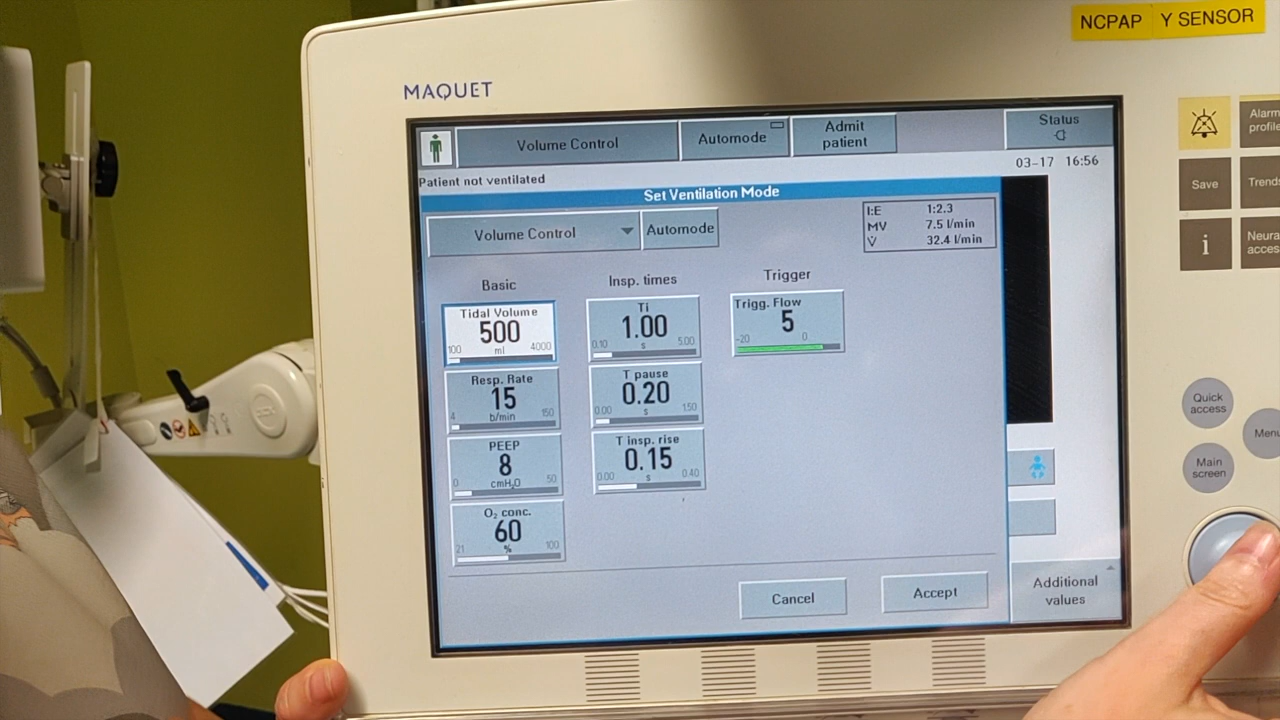 NCPAP Y SENSOR
MAQUET
Volume Control
Automode
Admit
patient
Status
03-17 16:56
Patient not ventilated
Set Ventilation Mode
Volume Control
Automode
I:E 1:2.3
MV 7.5 l/min
V̇ 32.4 l/min
Basic
Insp. times
Trigger
Tidal Volume
500
100 ml 4000
Resp. Rate
15
4 b/min 150
PEEP
8
0 cmH₂O 50
O₂ conc.
60
21 % 100
Ti
1.00
0.10 s 5.00
T pause
0.20
0.00 s 1.50
T insp. rise
0.15
0.00 s 0.40
Trigg. Flow
5
-20 0
Cancel
Accept
Additional
values
Alarm
profile
Save
Trends
i
Neural
access
Quick
access
Menu
Main
screen